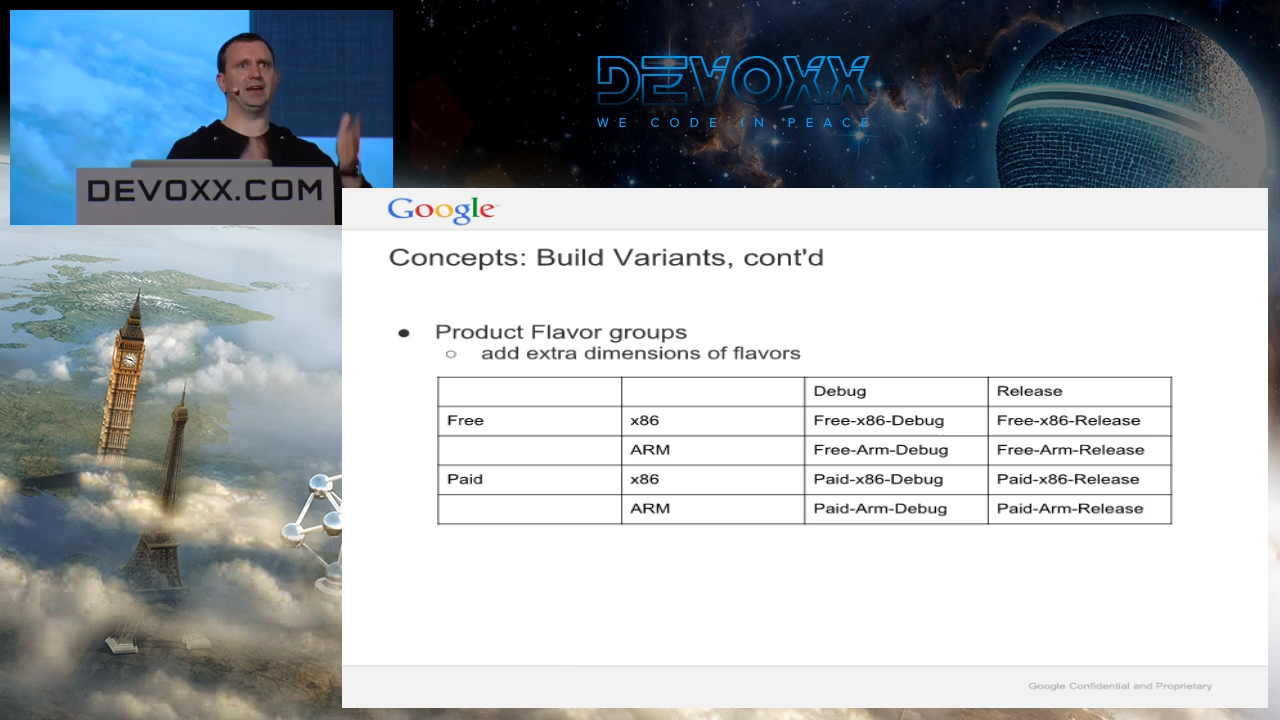 DEVOXX
WE CODE IN PEACE
DEVOXX.COM
Google
Concepts: Build Variants, cont'd
● Product Flavor groups
○ add extra dimensions of flavors
Debug Release
Free x86 Free-x86-Debug Free-x86-Release
ARM Free-Arm-Debug Free-Arm-Release
Paid x86 Paid-x86-Debug Paid-x86-Release
ARM Paid-Arm-Debug Paid-Arm-Release
Google Confidential and Proprietary